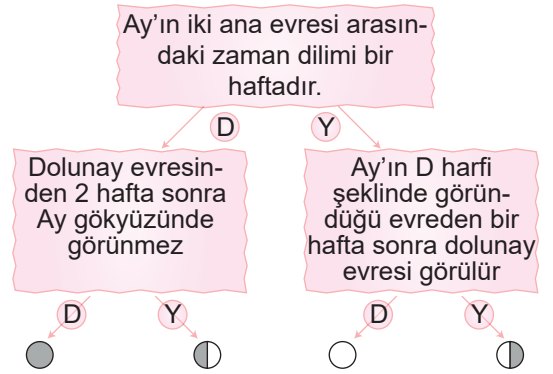 Ay’ın iki ana evresi arasın-
daki zaman dilimi bir
haftadır.
D
Y
Dolunay evresin-
den 2 hafta sonra
Ay gökyüzünde
görünmez
Ay’ın D harfi
şeklinde görün-
düğü evreden bir
hafta sonra dolunay
evresi görülür
D
Y
D
Y